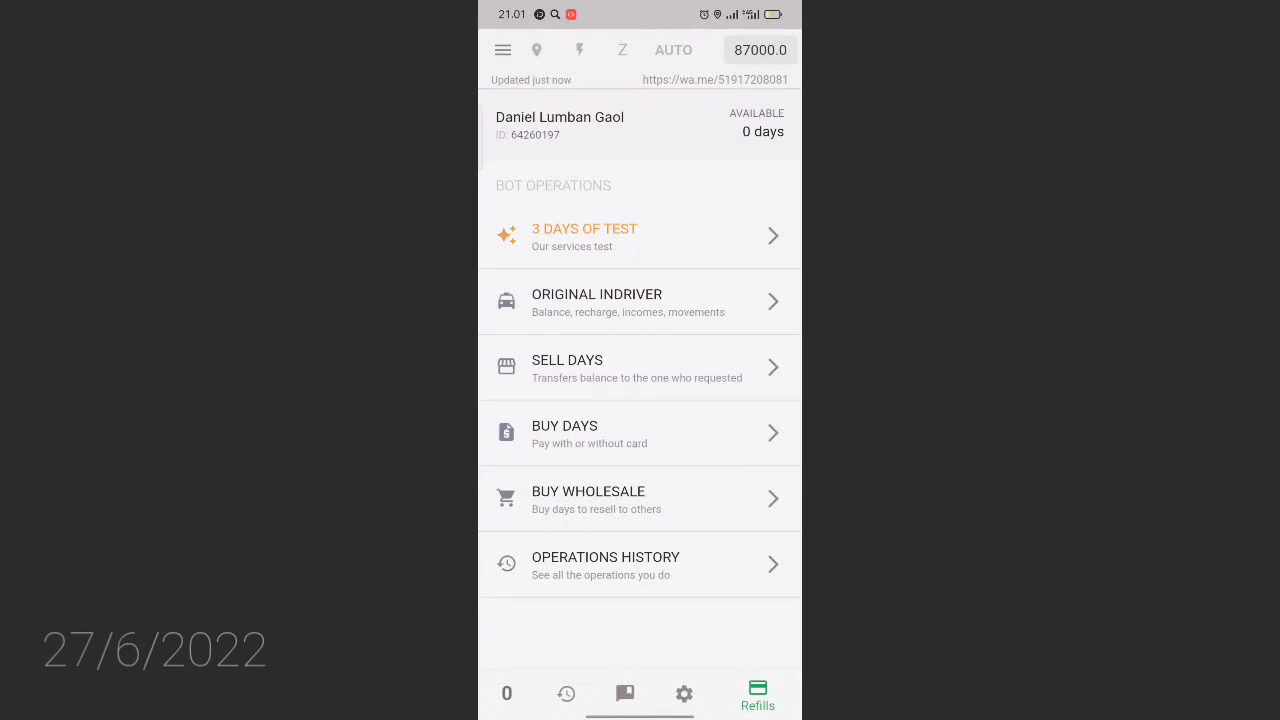 21.01
AUTO
87000.0
Updated just now
https://wa.me/51917208081
Daniel Lumban Gaol
ID: 64260197
AVAILABLE
0 days
BOT OPERATIONS
3 DAYS OF TEST
Our services test
ORIGINAL INDRIVER
Balance, recharge, incomes, movements
SELL DAYS
Transfers balance to the one who requested
BUY DAYS
Pay with or without card
BUY WHOLESALE
Buy days to resell to others
OPERATIONS HISTORY
See all the operations you do
27/6/2022
0
Refills